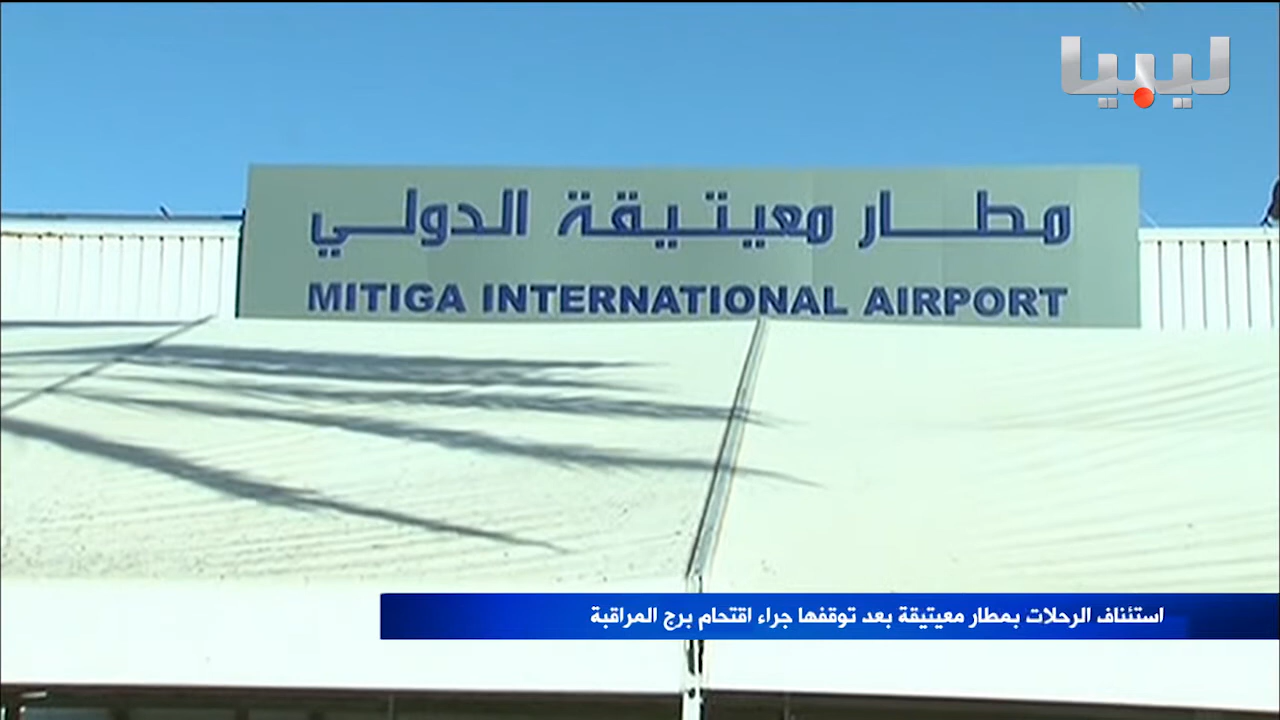 ليبيا
مطار معيتيقة الدولي
MITIGA INTERNATIONAL AIRPORT
استئناف الرحلات بمطار معيتيقة بعد توقفها جراء اقتحام برج المراقبة